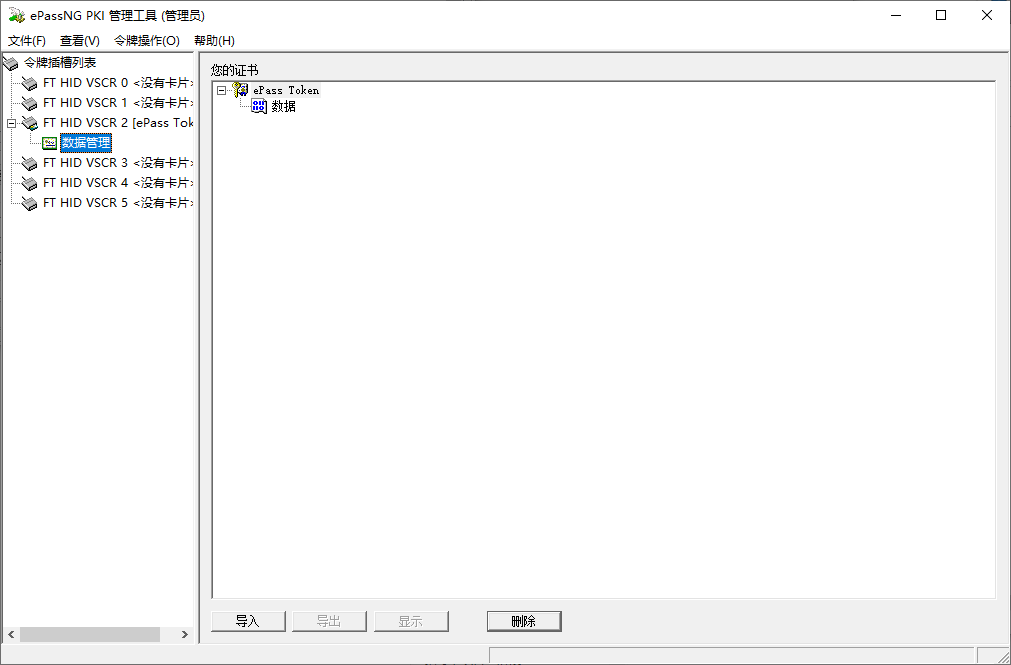 ePassNG PKI 管理工具 (管理员)
文件(F) 查看(V) 令牌操作(O) 帮助(H)
令牌插槽列表
FT HID VSCR 0 <没有卡片>
FT HID VSCR 1 <没有卡片>
FT HID VSCR 2 [ePass Tok
数据管理
FT HID VSCR 3 <没有卡片>
FT HID VSCR 4 <没有卡片>
FT HID VSCR 5 <没有卡片>
您的证书
ePass Token
数据
导入 导出 显示 删除